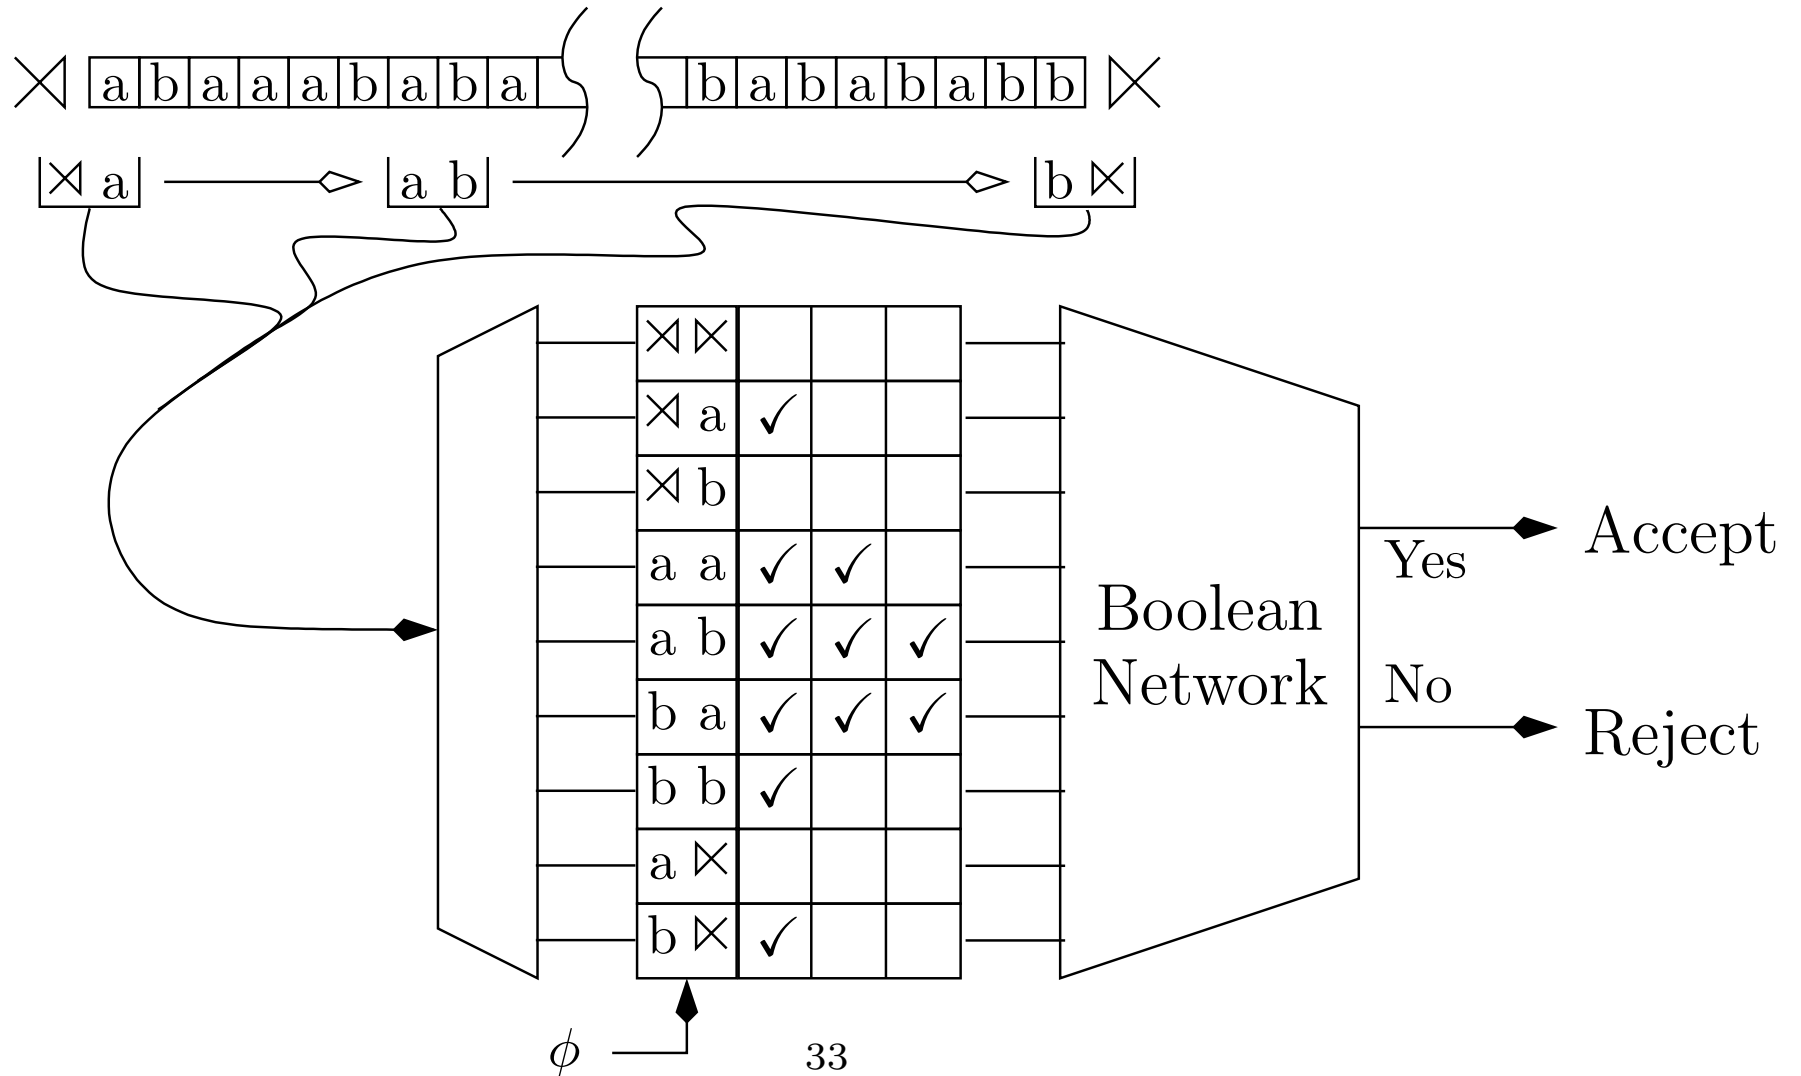 ⋊ a b a a a b a b a b a b a b a b b ⋉
⋊ a a b b ⋉
⋊ ⋉
⋊ a ✓
⋊ b
a a ✓ ✓
a b ✓ ✓ ✓
b a ✓ ✓ ✓
b b ✓
a ⋉
b ⋉ ✓
Boolean
Network
Yes
Accept
No
Reject
ϕ
33